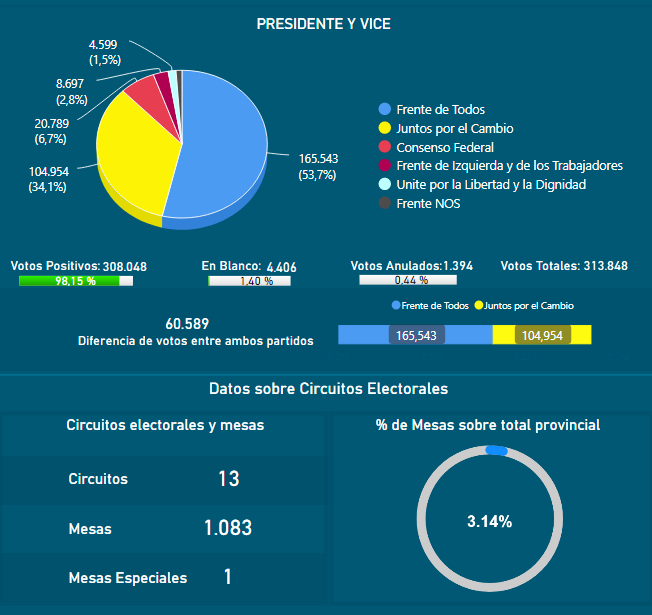 PRESIDENTE Y VICE
4.599
(1,5%)
8.697
(2,8%)
20.789
(6,7%)
104.954
(34,1%)
165.543
(53,7%)
Frente de Todos
Juntos por el Cambio
Consenso Federal
Frente de Izquierda y de los Trabajadores
Unite por la Libertad y la Dignidad
Frente NOS
Votos Positivos: 308.048
98,15 %
En Blanco: 4.406
1,40 %
Votos Anulados:1.394
0,44 %
Votos Totales: 313.848
60.589
Diferencia de votos entre ambos partidos
Frente de Todos Juntos por el Cambio
165,543 104,954
Datos sobre Circuitos Electorales
Circuitos electorales y mesas
Circuitos 13
Mesas 1.083
Mesas Especiales 1
% de Mesas sobre total provincial
3.14%